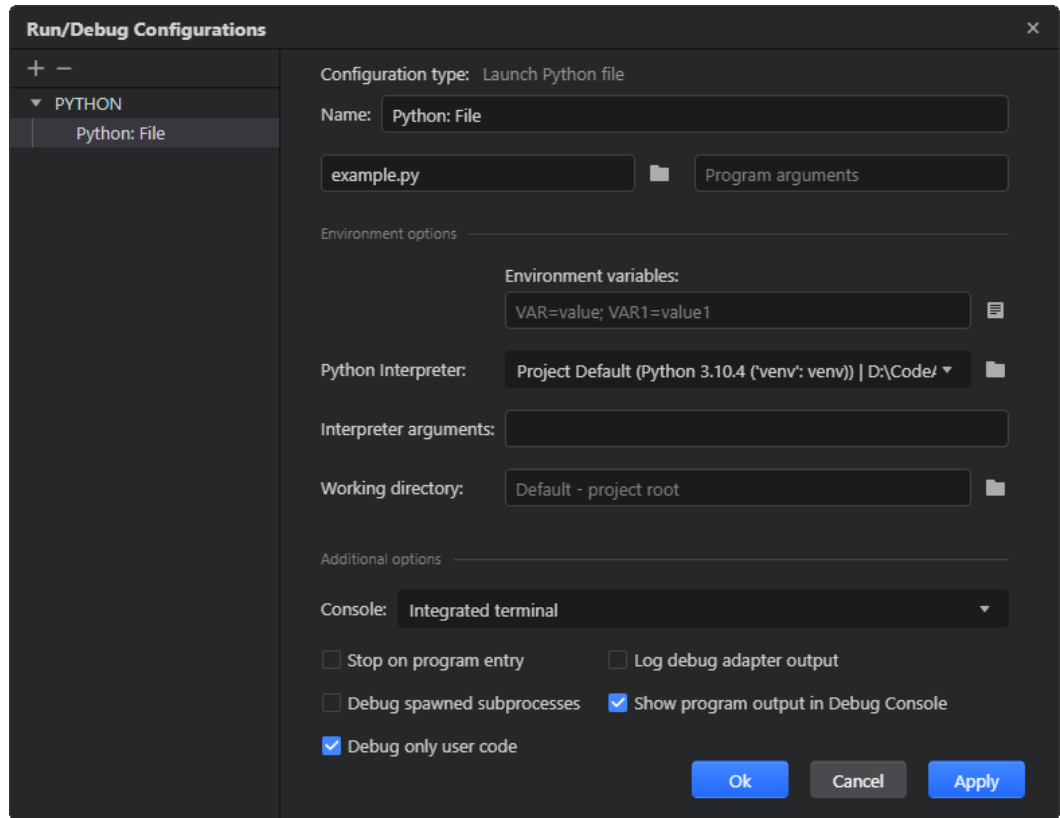 Run/Debug Configurations
Configuration type: Launch Python file
PYTHON
Name: Python: File
Python: File
example.py Program arguments
Environment options
Environment variables:
VAR=value; VAR1=value1
Python Interpreter: Project Default (Python 3.10.4 ('venv': venv)) | D:\Code
Interpreter arguments:
Working directory: Default - project root
Additional options
Console: Integrated terminal
Stop on program entry Log debug adapter output
Debug spawned subprocesses Show program output in Debug Console
Debug only user code
Ok Cancel Apply